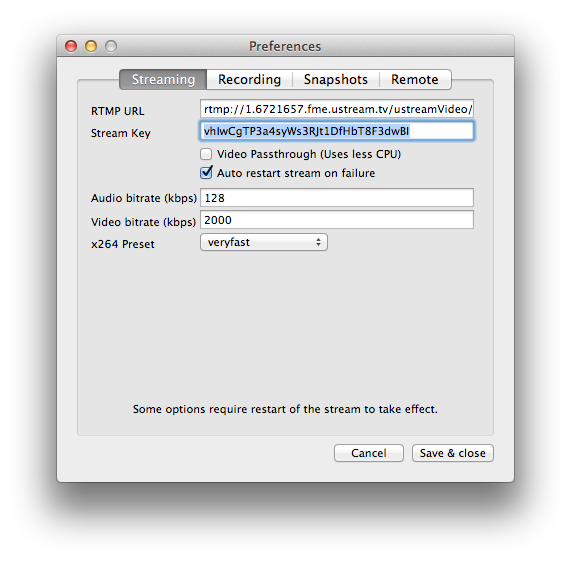 Preferences
Streaming Recording Snapshots Remote
RTMP URL rtmp://1.6721657.fme.ustream.tv/ustreamVideo/
Stream Key vhIwCgTP3a4syWs3RJt1DfHbT8F3dwBI
Video Passthrough (Uses less CPU)
Auto restart stream on failure
Audio bitrate (kbps) 128
Video bitrate (kbps) 2000
x264 Preset veryfast
Some options require restart of the stream to take effect.
Cancel Save & close